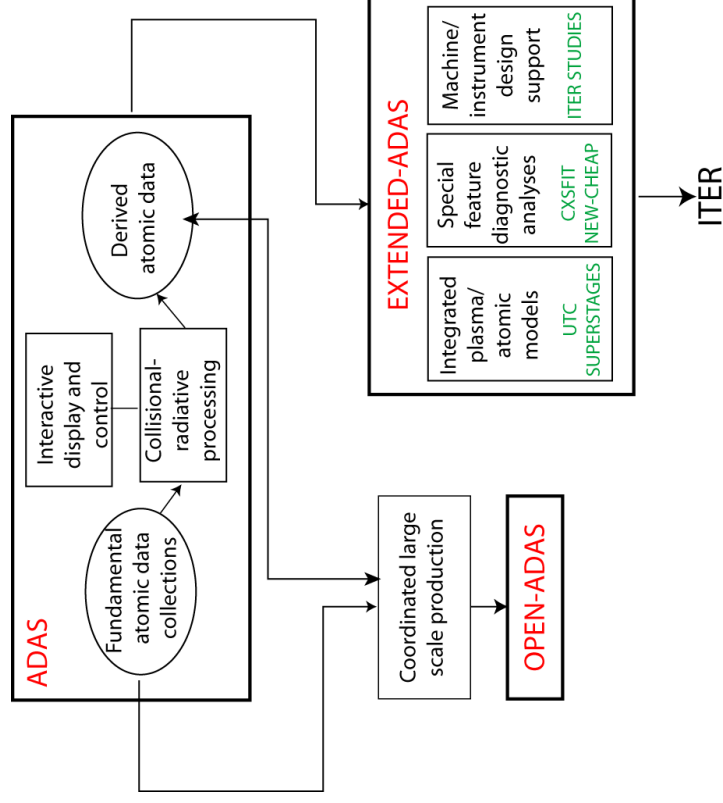 ADAS
Interactive
display and
control
Fundamental
atomic data
collections
Collisional-
radiative
processing
Derived
atomic data
Coordinated large
scale production
OPEN-ADAS
EXTENDED-ADAS
Integrated
plasma/
atomic
models
UTC
SUPERSTAGES
Special
feature
diagnostic
analyses
CXSFIT
NEW-CHEAP
Machine/
instrument
design
support
ITER STUDIES
ITER